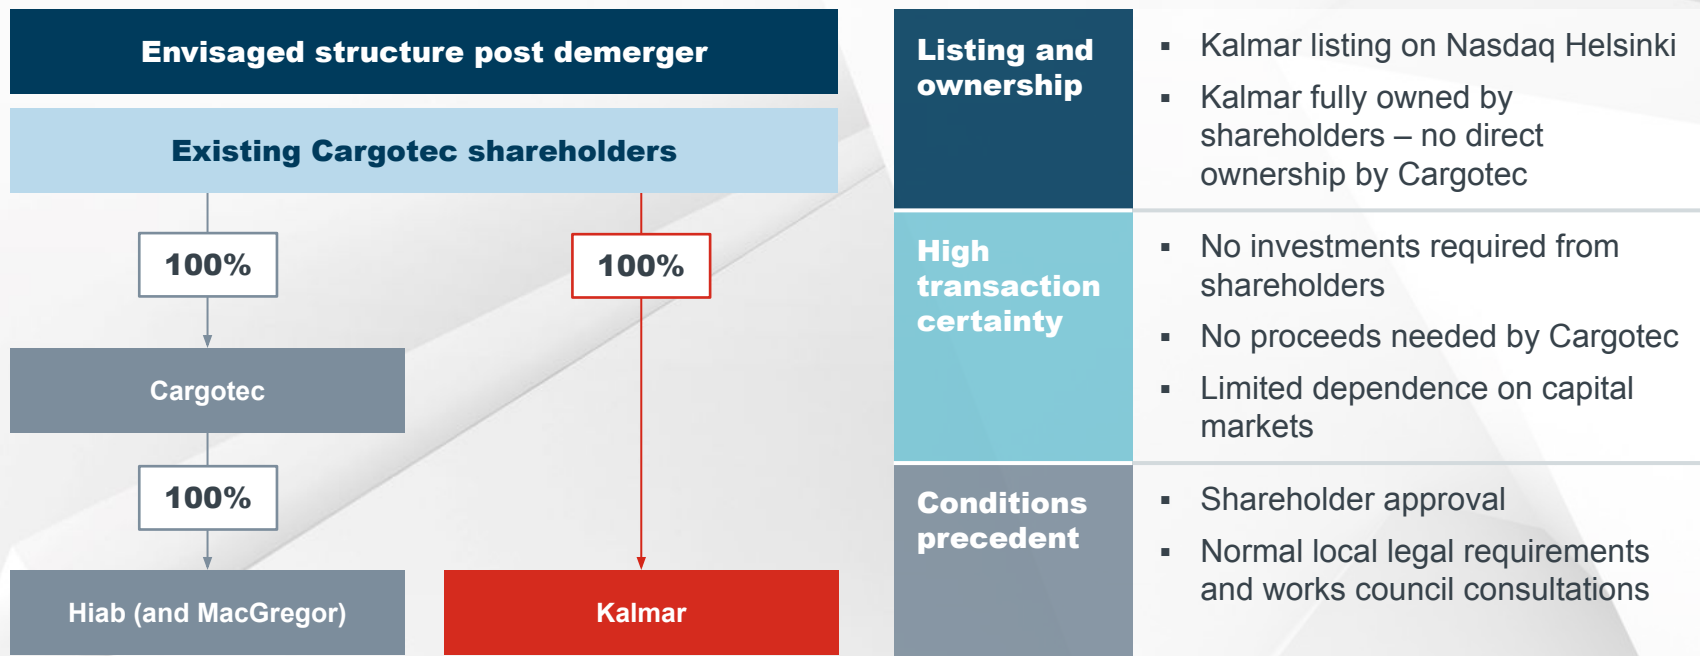 Envisaged structure post demerger
Existing Cargotec shareholders
100%
100%
Cargotec
100%
Hiab (and MacGregor)
Kalmar
Listing and
ownership
▪ Kalmar listing on Nasdaq Helsinki
▪ Kalmar fully owned by
shareholders – no direct
ownership by Cargotec
High
transaction
certainty
▪ No investments required from
shareholders
▪ No proceeds needed by Cargotec
▪ Limited dependence on capital
markets
Conditions
precedent
▪ Shareholder approval
▪ Normal local legal requirements
and works council consultations